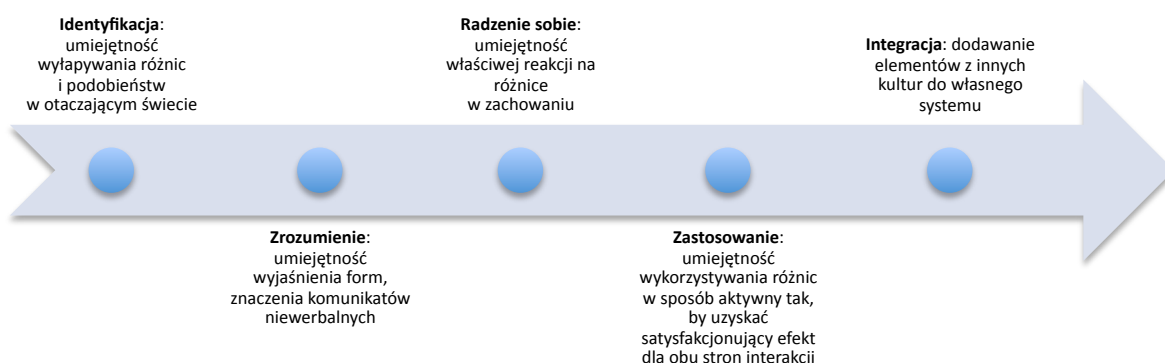 Identyfikacja:
umiejętność
wyłapywania różnic
i podobieństw
w otaczającym świecie
Zrozumienie:
umiejętność
wyjaśnienia form,
znaczenia komunikatów
niewerbalnych
Radzenie sobie:
umiejętność
właściwej reakcji na
różnice
w zachowaniu
Zastosowanie:
umiejętność
wykorzystywania różnic
w sposób aktywny tak,
by uzyskać
satysfakcjonujący efekt
dla obu stron interakcji
Integracja: dodawanie
elementów z innych
kultur do własnego
systemu